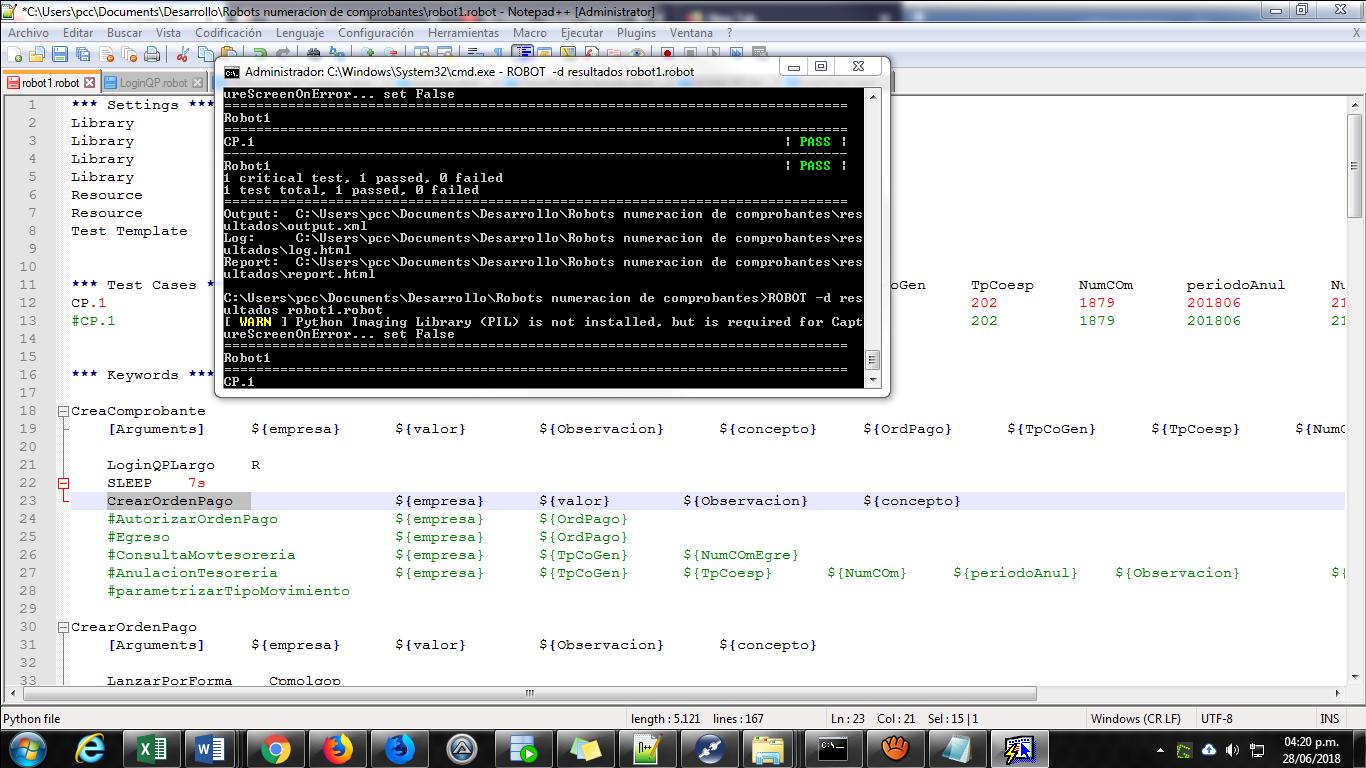 *C:\Users\pcc\Documents\Desarrollo\Robots numeracion de comprobantes\robot1.robot - Notepad++ [Administrator]
Archivo Editar Buscar Vista Codificación Lenguaje Configuración Herramientas Macro Ejecutar Plugins Ventana ?
X
robot1.robot LoginQP.robot
Administrador: C:\Windows\System32\cmd.exe - ROBOT -d resultados robot1.robot
ureScreenOnError... set False
==============================================================================
Robot1
==============================================================================
CP.1 | PASS |
------------------------------------------------------------------------------
Robot1 | PASS |
1 critical test, 1 passed, 0 failed
1 test total, 1 passed, 0 failed
==============================================================================
Output: C:\Users\pcc\Documents\Desarrollo\Robots numeracion de comprobantes\res
ultados\output.xml
Log: C:\Users\pcc\Documents\Desarrollo\Robots numeracion de comprobantes\res
ultados\log.html
Report: C:\Users\pcc\Documents\Desarrollo\Robots numeracion de comprobantes\res
ultados\report.html
C:\Users\pcc\Documents\Desarrollo\Robots numeracion de comprobantes>ROBOT -d res
ultados robot1.robot
[ WARN ] Python Imaging Library (PIL) is not installed, but is required for Capt
ureScreenOnError... set False
==============================================================================
Robot1
==============================================================================
CP.1
1 *** Settings ***
2 Library
3 Library
4 Library
5 Library
6 Resource
7 Resource
8 Test Template
9
10
11 *** Test Cases * oGen TpCoesp NumCOm periodoAnul Nu
12 CP.1 202 1879 201806 21
13 #CP.1 202 1879 201806 21
14
15
16 *** Keywords ***
17
18 CreaComprobante
19 [Arguments] ${empresa} ${valor} ${Observacion} ${concepto} ${OrdPago} ${TpCoGen} ${TpCoesp} ${NumC
20
21 LoginQPLargo R
22 SLEEP 7s
23 CrearOrdenPago ${empresa} ${valor} ${Observacion} ${concepto}
24 #AutorizarOrdenPago ${empresa} ${OrdPago}
25 #Egreso ${empresa} ${OrdPago}
26 #ConsultaMovtesoreria ${empresa} ${TpCoGen} ${NumCOmEgre}
27 #AnulacionTesoreria ${empresa} ${TpCoGen} ${TpCoesp} ${NumCOm} ${periodoAnul} ${Observacion} ${
28 #parametrizarTipoMovimiento
29
30 CrearOrdenPago
31 [Arguments] ${empresa} ${valor} ${Observacion} ${concepto}
32
33 LanzarPorForma Cpmolgop
Python file length : 5.121 lines : 167 Ln : 23 Col : 21 Sel : 15 | 1 Windows (CR LF) UTF-8 INS
04:20 p.m.
28/06/2018